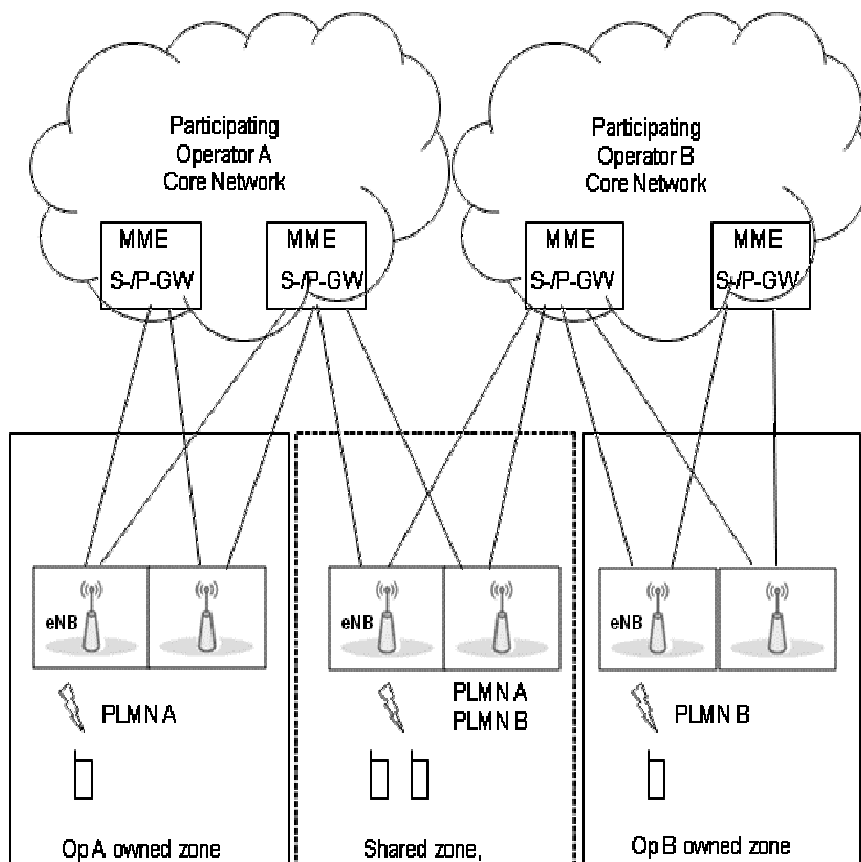 Participating
Operator A
Core Network
Participating
Operator B
Core Network
MME
S-/P-GW
MME
S-/P-GW
MME
S-/P-GW
MME
S-/P-GW
eNB
eNB
eNB
PLMN A
PLMN A
PLMN B
PLMN B
Op A owned zone
Shared zone,
Op B owned zone